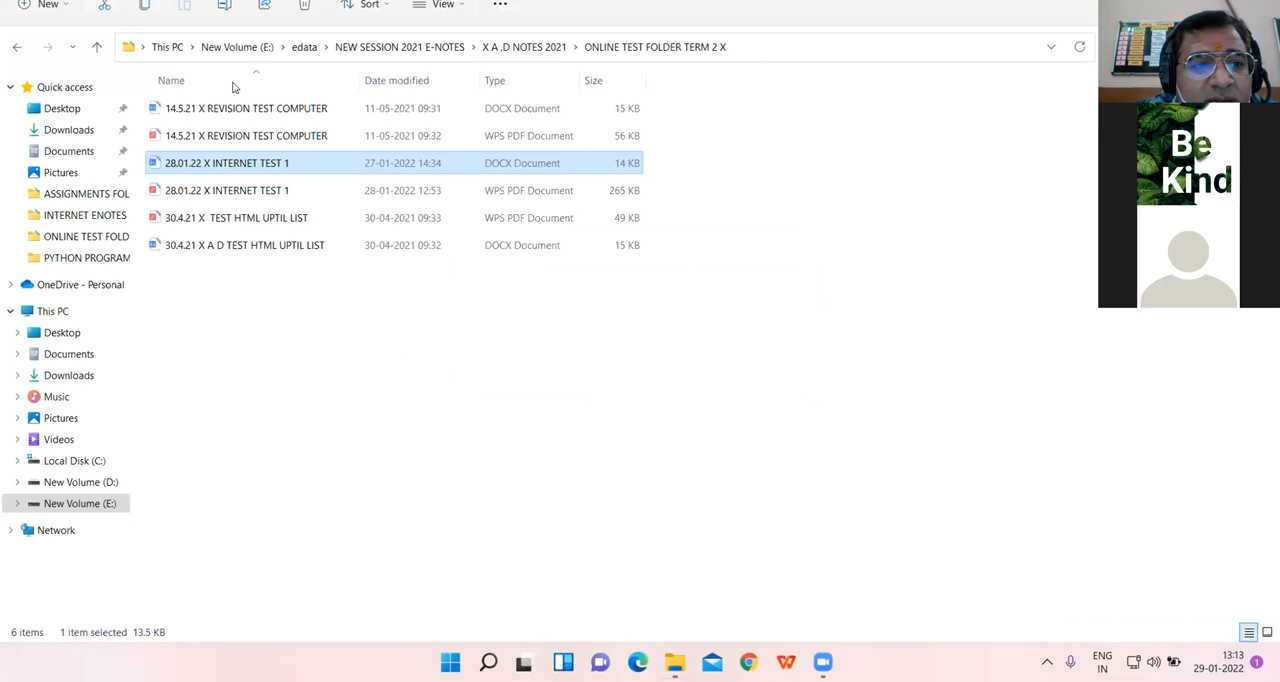 New Sort View
This PC New Volume (E:) edata NEW SESSION 2021 E-NOTES X A ,D NOTES 2021 ONLINE TEST FOLDER TERM 2 X
Name Date modified Type Size
Quick access
Desktop
Downloads
Documents
Pictures
ASSIGNMENTS FOL
INTERNET ENOTES
ONLINE TEST FOLD
PYTHON PROGRAM
OneDrive - Personal
This PC
Desktop
Documents
Downloads
Music
Pictures
Videos
Local Disk (C:)
New Volume (D:)
New Volume (E:)
Network
14.5.21 X REVISION TEST COMPUTER 11-05-2021 09:31 DOCX Document 15 KB
14.5.21 X REVISION TEST COMPUTER 11-05-2021 09:32 WPS PDF Document 56 KB
28.01.22 X INTERNET TEST 1 27-01-2022 14:34 DOCX Document 14 KB
28.01.22 X INTERNET TEST 1 28-01-2022 12:53 WPS PDF Document 265 KB
30.4.21 X TEST HTML UPTIL LIST 30-04-2021 09:33 WPS PDF Document 49 KB
30.4.21 X A D TEST HTML UPTIL LIST 30-04-2021 09:32 DOCX Document 15 KB
Be
Kind
6 items 1 item selected 13.5 KB
ENG
IN
13:13
29-01-2022
1